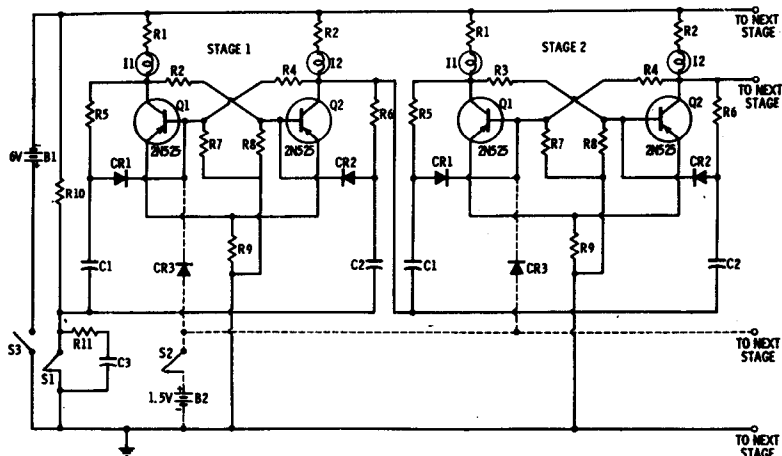 TO NEXT
STAGE
R1
R2
R1
R2
STAGE 1
STAGE 2
I1
I2
I1
I2
R2
R4
R3
R4
TO NEXT
STAGE
R5
Q1
Q2
R6
R5
Q1
Q2
R6
2N525
R7
R8
2N525
2N525
R7
R8
2N525
6V
B1
R10
CR1
CR2
CR1
CR2
R9
R9
C1
CR3
C2
C1
CR3
C2
R11
S3
S1
C3
S2
TO NEXT
STAGE
1.5V
B2
TO NEXT
STAGE